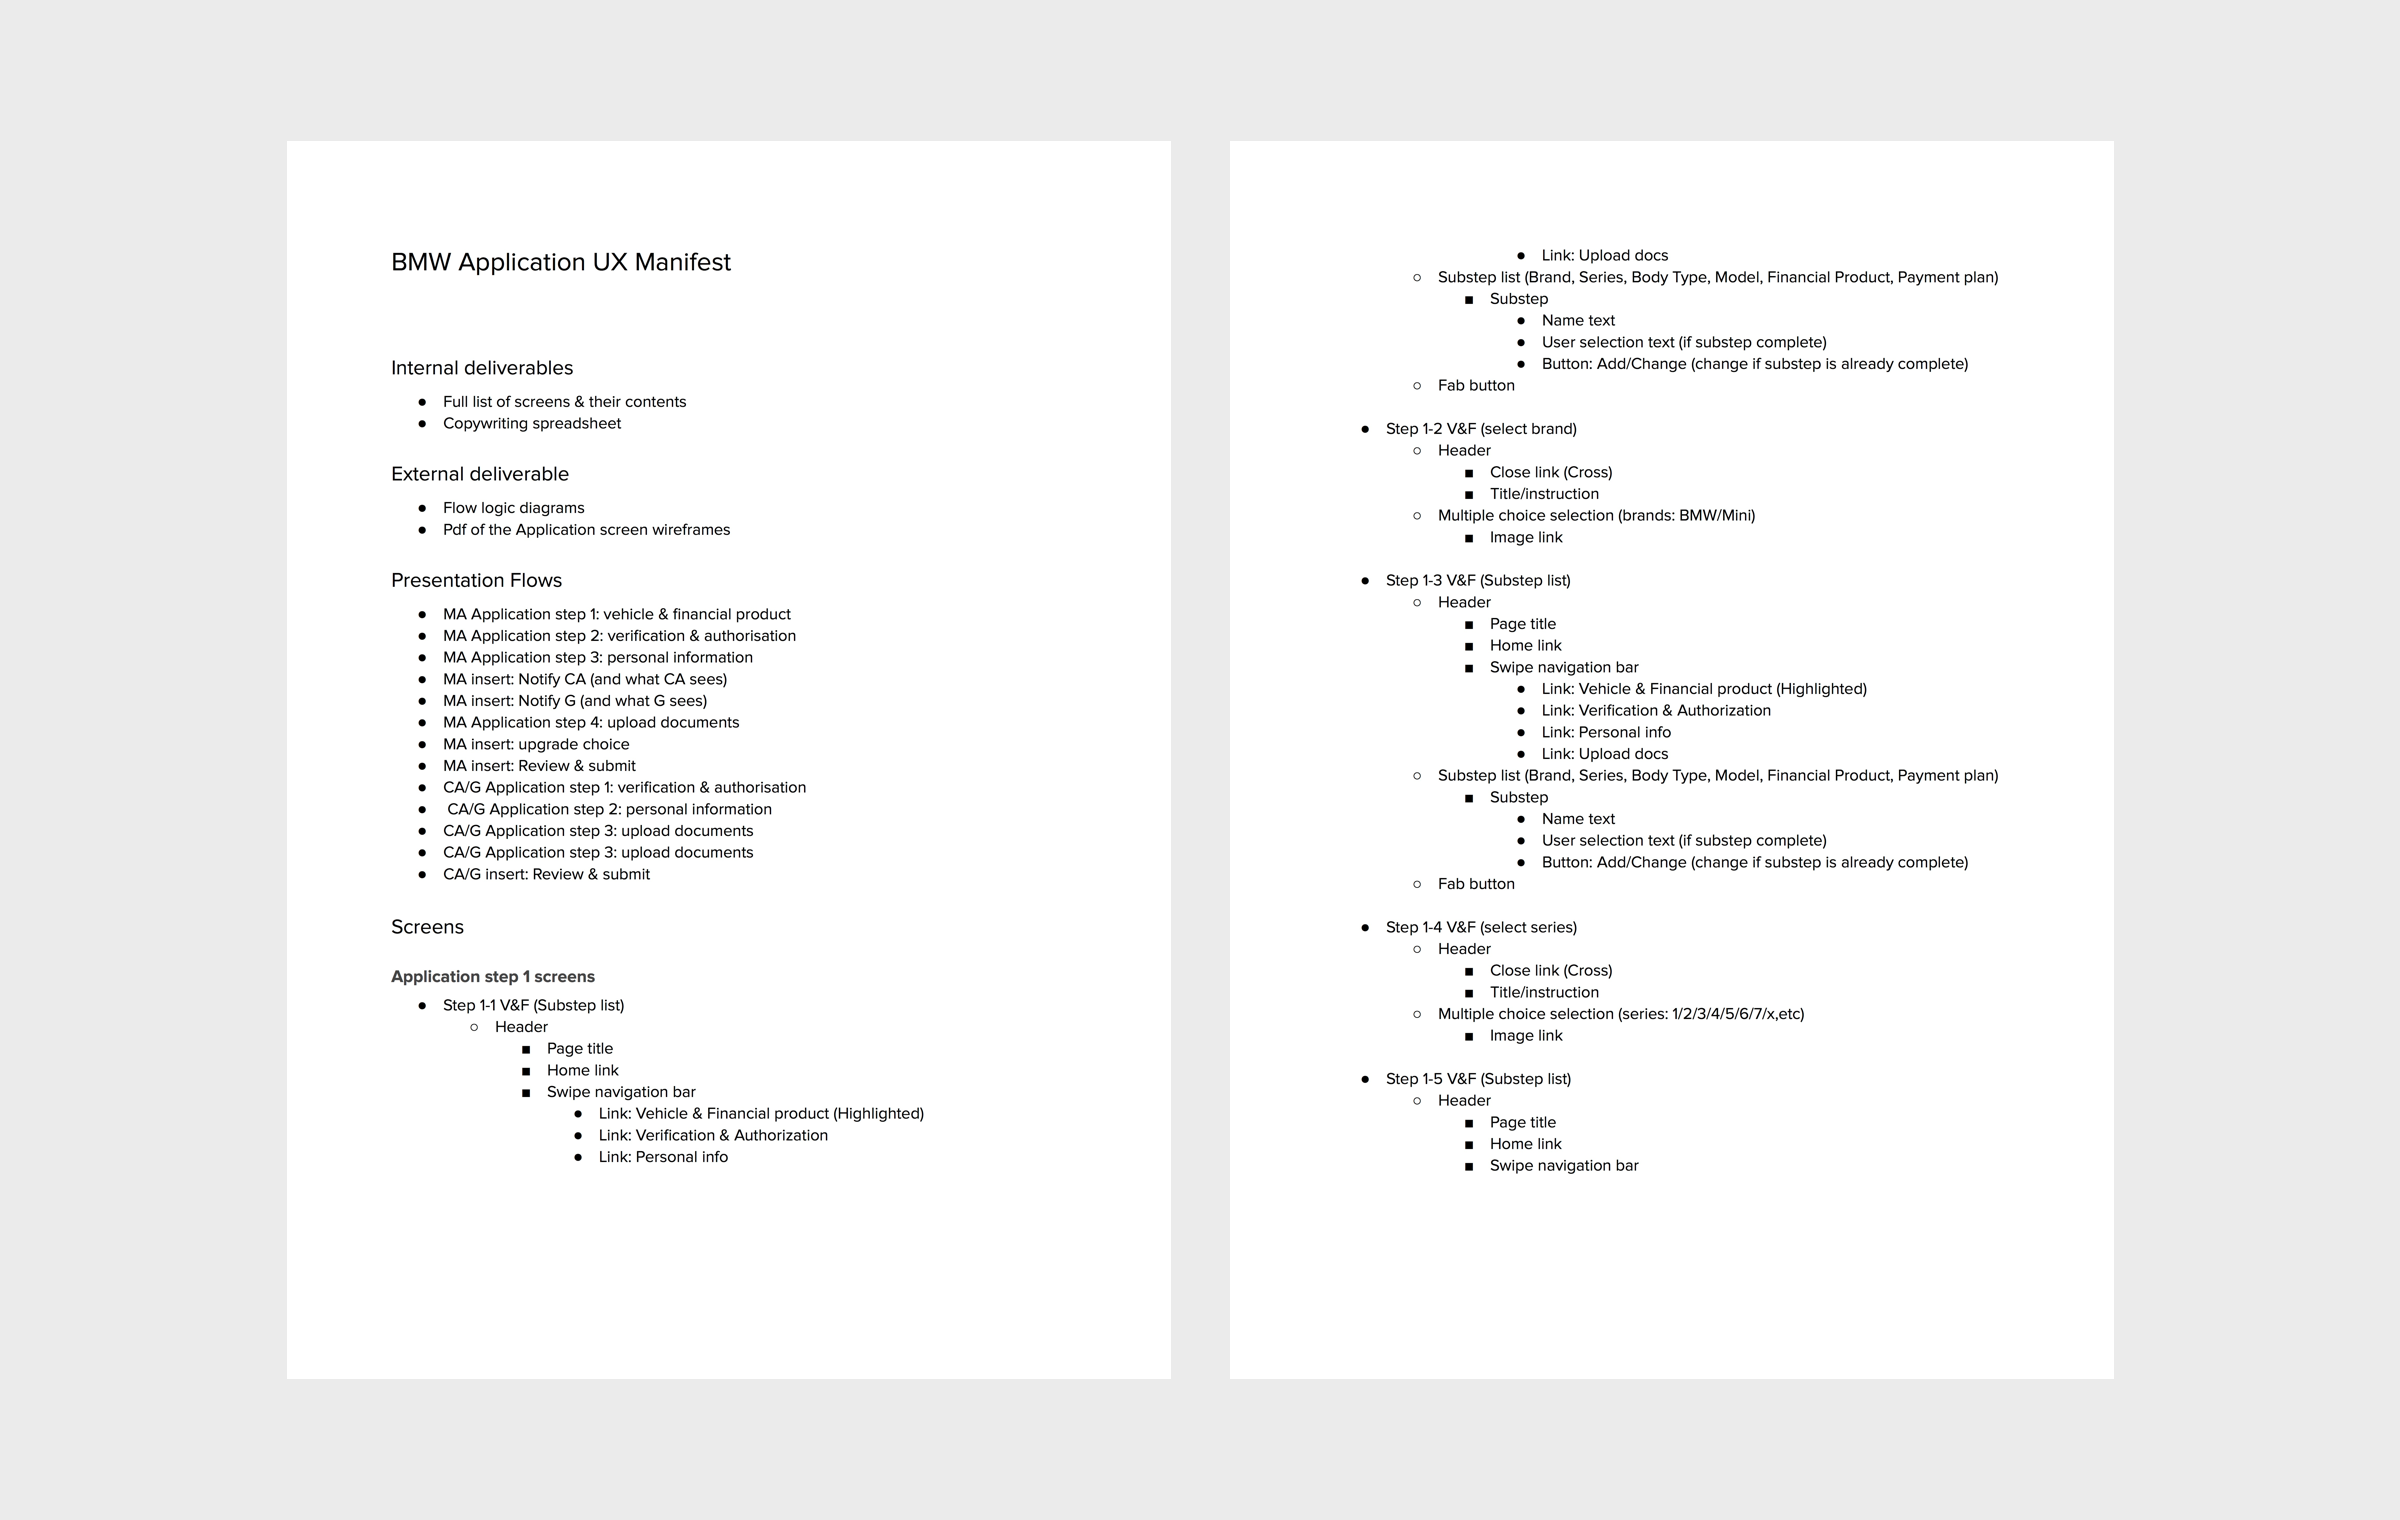 BMW Application UX Manifest
Internal deliverables
● Full list of screens & their contents
● Copywriting spreadsheet
External deliverable
● Flow logic diagrams
● Pdf of the Application screen wireframes
Presentation Flows
● MA Application step 1: vehicle & financial product
● MA Application step 2: verification & authorisation
● MA Application step 3: personal information
● MA insert: Notify CA (and what CA sees)
● MA insert: Notify G (and what G sees)
● MA Application step 4: upload documents
● MA insert: upgrade choice
● MA insert: Review & submit
● CA/G Application step 1: verification & authorisation
● CA/G Application step 2: personal information
● CA/G Application step 3: upload documents
● CA/G Application step 3: upload documents
● CA/G insert: Review & submit
Screens
Application step 1 screens
● Step 1-1 V&F (Substep list)
○ Header
■ Page title
■ Home link
■ Swipe navigation bar
● Link: Vehicle & Financial product (Highlighted)
● Link: Verification & Authorization
● Link: Personal info
● Link: Upload docs
○ Substep list (Brand, Series, Body Type, Model, Financial Product, Payment plan)
■ Substep
● Name text
● User selection text (if substep complete)
● Button: Add/Change (change if substep is already complete)
○ Fab button
● Step 1-2 V&F (select brand)
○ Header
■ Close link (Cross)
■ Title/instruction
○ Multiple choice selection (brands: BMW/Mini)
■ Image link
● Step 1-3 V&F (Substep list)
○ Header
■ Page title
■ Home link
■ Swipe navigation bar
● Link: Vehicle & Financial product (Highlighted)
● Link: Verification & Authorization
● Link: Personal info
● Link: Upload docs
○ Substep list (Brand, Series, Body Type, Model, Financial Product, Payment plan)
■ Substep
● Name text
● User selection text (if substep complete)
● Button: Add/Change (change if substep is already complete)
○ Fab button
● Step 1-4 V&F (select series)
○ Header
■ Close link (Cross)
■ Title/instruction
○ Multiple choice selection (series: 1/2/3/4/5/6/7/x,etc)
■ Image link
● Step 1-5 V&F (Substep list)
○ Header
■ Page title
■ Home link
■ Swipe navigation bar